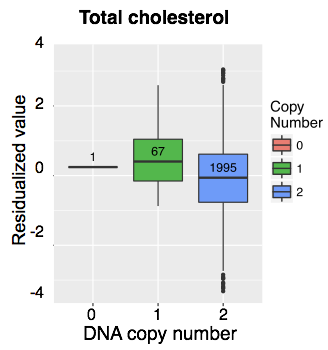 Total cholesterol
Residualized value
4
2
0
-2
-4
1
67
1995
0
1
2
DNA copy number
Copy
Number
0
1
2